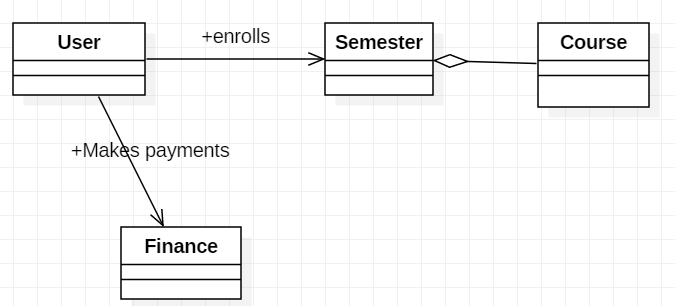 User
+enrolls
Semester
Course
+Makes payments
Finance